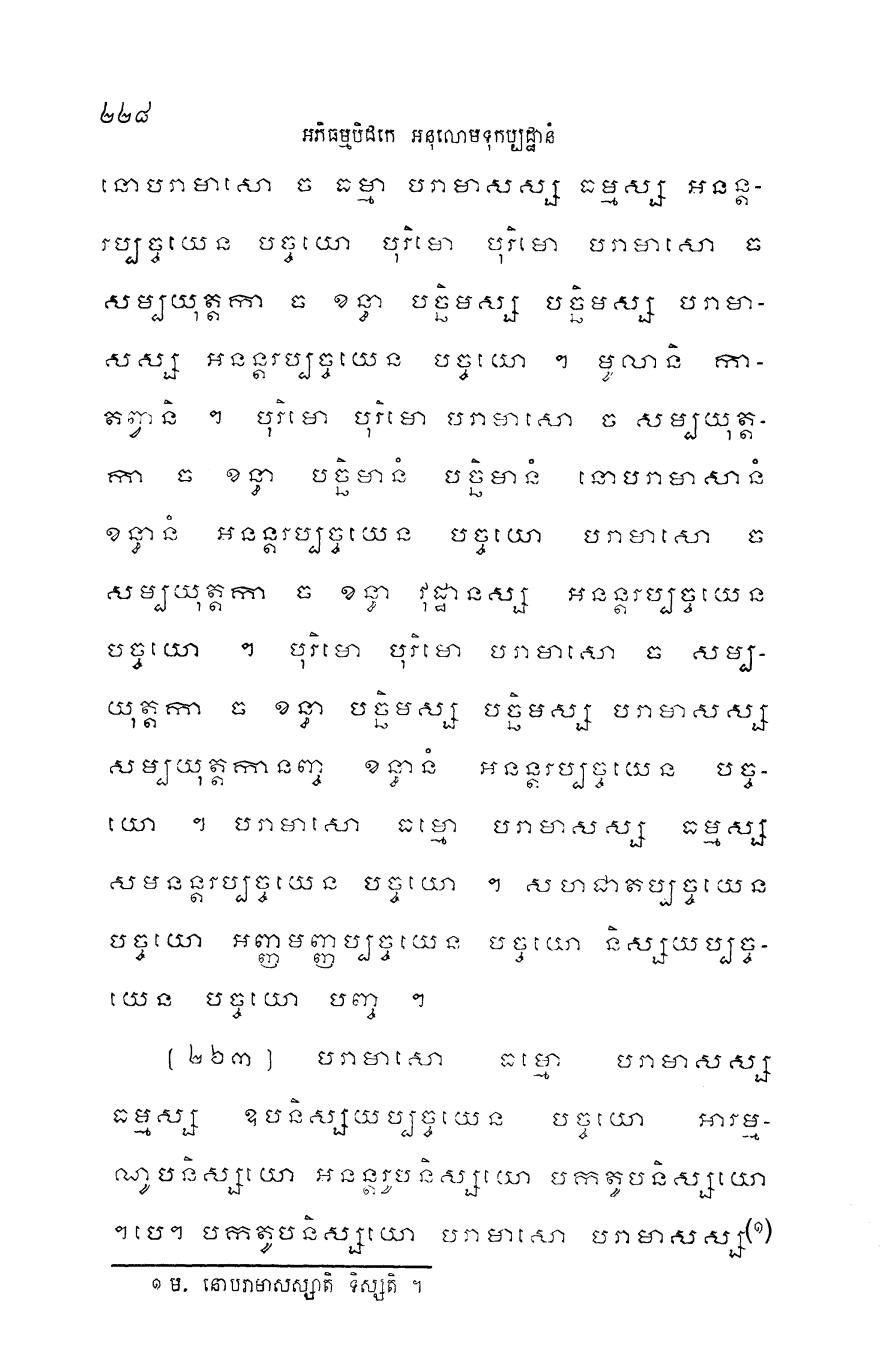 ២២៨
អភិធម្មបិដកេ អនុលោមទុកប្បដ្ឋានំ
នោបរាមាសោ ច ធម្មា បរាមាសស្ស ធម្មស្ស អនន្ត-
រប្បច្ចយេន បច្ចយោ បុរិមោ បុរិមោ បរាមាសោ ច
សម្បយុត្តកា ច ខន្ធា បច្ឆិមស្ស បច្ឆិមស្ស បរាមា-
សស្ស អនន្តរប្បច្ចយេន បច្ចយោ ។ មូលានិ កា-
តព្វានិ ។ បុរិមោ បុរិមោ បរាមាសោ ច សម្បយុត្ត-
កា ច ខន្ធា បច្ឆិមានំ បច្ឆិមានំ នោបរាមាសានំ
ខន្ធានំ អនន្តរប្បច្ចយេន បច្ចយោ បរាមាសោ ច
សម្បយុត្តកា ច ខន្ធា វុដ្ឋានស្ស អនន្តរប្បច្ចយេន
បច្ចយោ ។ បុរិមោ បុរិមោ បរាមាសោ ច សម្ប-
យុត្តកា ច ខន្ធា បច្ឆិមស្ស បច្ឆិមស្ស បរាមាសស្ស
សម្បយុត្តកានញ្ច ខន្ធានំ អនន្តរប្បច្ចយេន បច្ច-
យោ ។ បរាមាសោ ធម្មោ បរាមាសស្ស ធម្មស្ស
សមនន្តរប្បច្ចយេន បច្ចយោ ។ សហជាតប្បច្ចយេន
បច្ចយោ អញ្ញមញ្ញប្បច្ចយេន បច្ចយោ និស្សយប្បច្ច-
យេន បច្ចយោ បញ្ច ។
[ ២៦៣ ] បរាមាសោ ធម្មោ បរាមាសស្ស
ធម្មស្ស ឧបនិស្សយប្បច្ចយេន បច្ចយោ អារម្ម-
ណូបនិស្សយោ អនន្តរូបនិស្សយោ បកតូបនិស្សយោ
។បេ។ បកតូបនិស្សយោ បរាមាសោ បរាមាសស្ស(១)
១ ម. នោបរាមាសស្សាតិ ទិស្សតិ ។